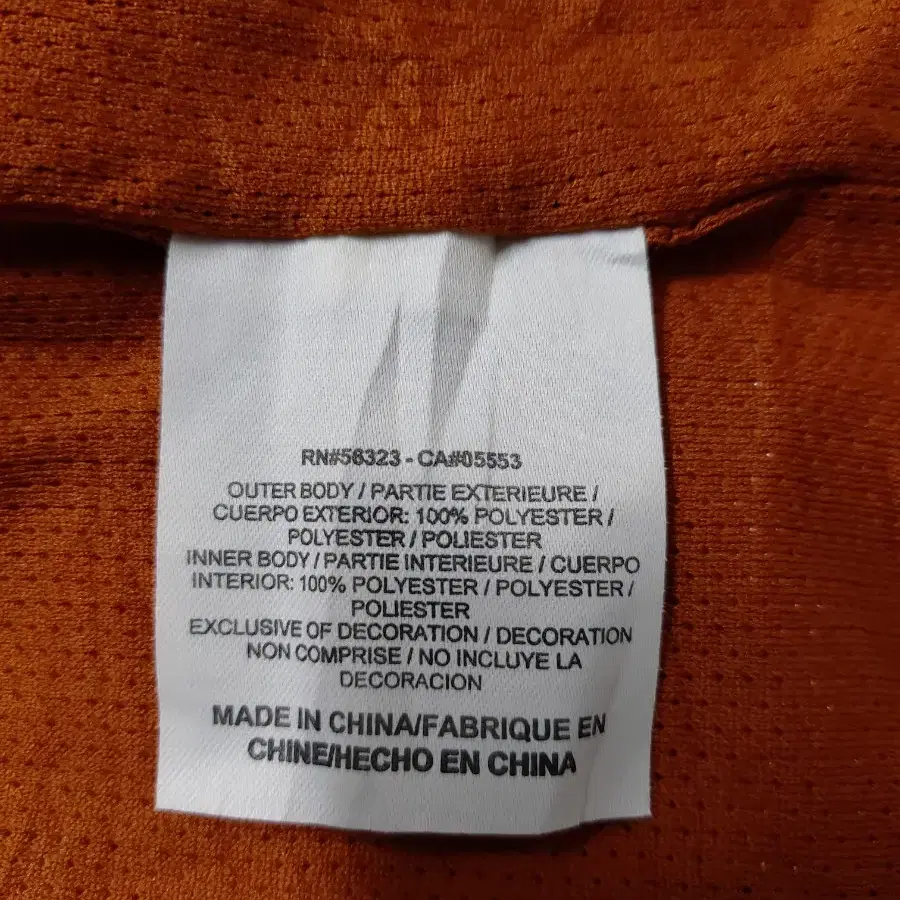 RN#56323 - CA#05553
OUTER BODY / PARTIE EXTERIEURE /
CUERPO EXTERIOR: 100% POLYESTER /
POLYESTER / POLIESTER
INNER BODY / PARTIE INTERIEURE / CUERPO
INTERIOR: 100% POLYESTER / POLYESTER /
POLIESTER
EXCLUSIVE OF DECORATION / DECORATION
NON COMPRISE / NO INCLUYE LA
DECORACION
MADE IN CHINA/FABRIQUE EN
CHINE/HECHO EN CHINA